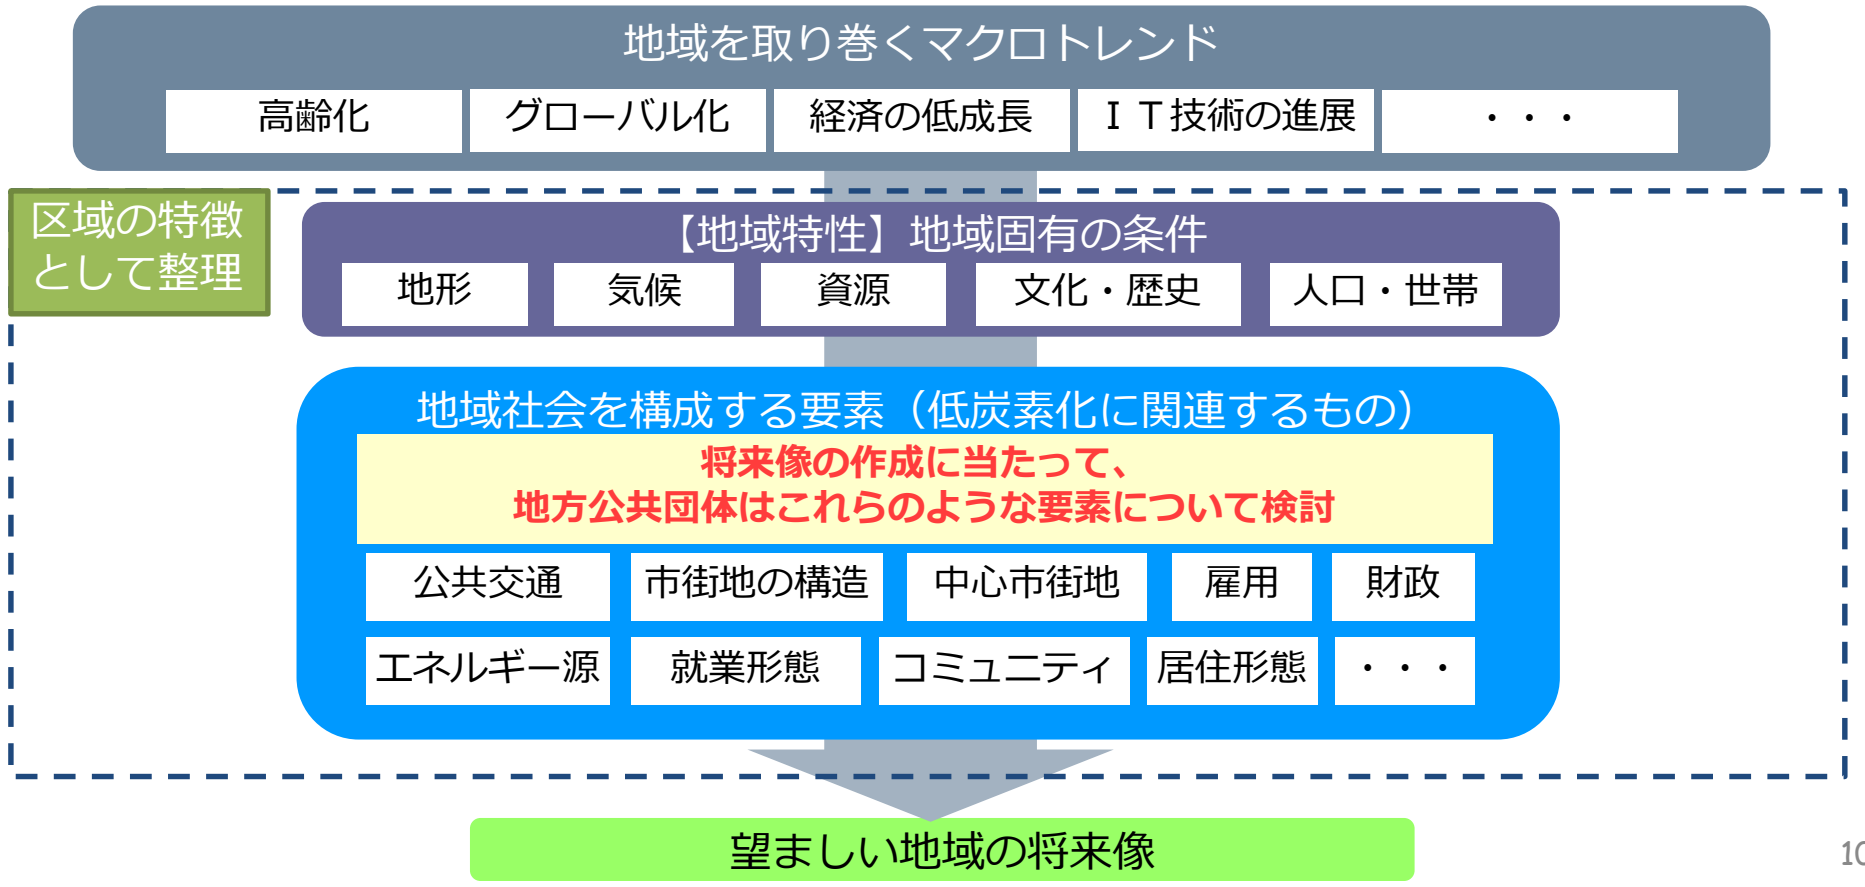 地域を取り巻くマクロトレンド
高齢化
グローバル化
経済の低成長
ＩＴ技術の進展
・・・
区域の特徴
として整理
【地域特性】地域固有の条件
地形
気候
資源
文化・歴史
人口・世帯
地域社会を構成する要素（低炭素化に関連するもの）
将来像の作成に当たって、
地方公共団体はこれらのような要素について検討
公共交通
市街地の構造
中心市街地
雇用
財政
エネルギー源
就業形態
コミュニティ
居住形態
・・・
望ましい地域の将来像
10